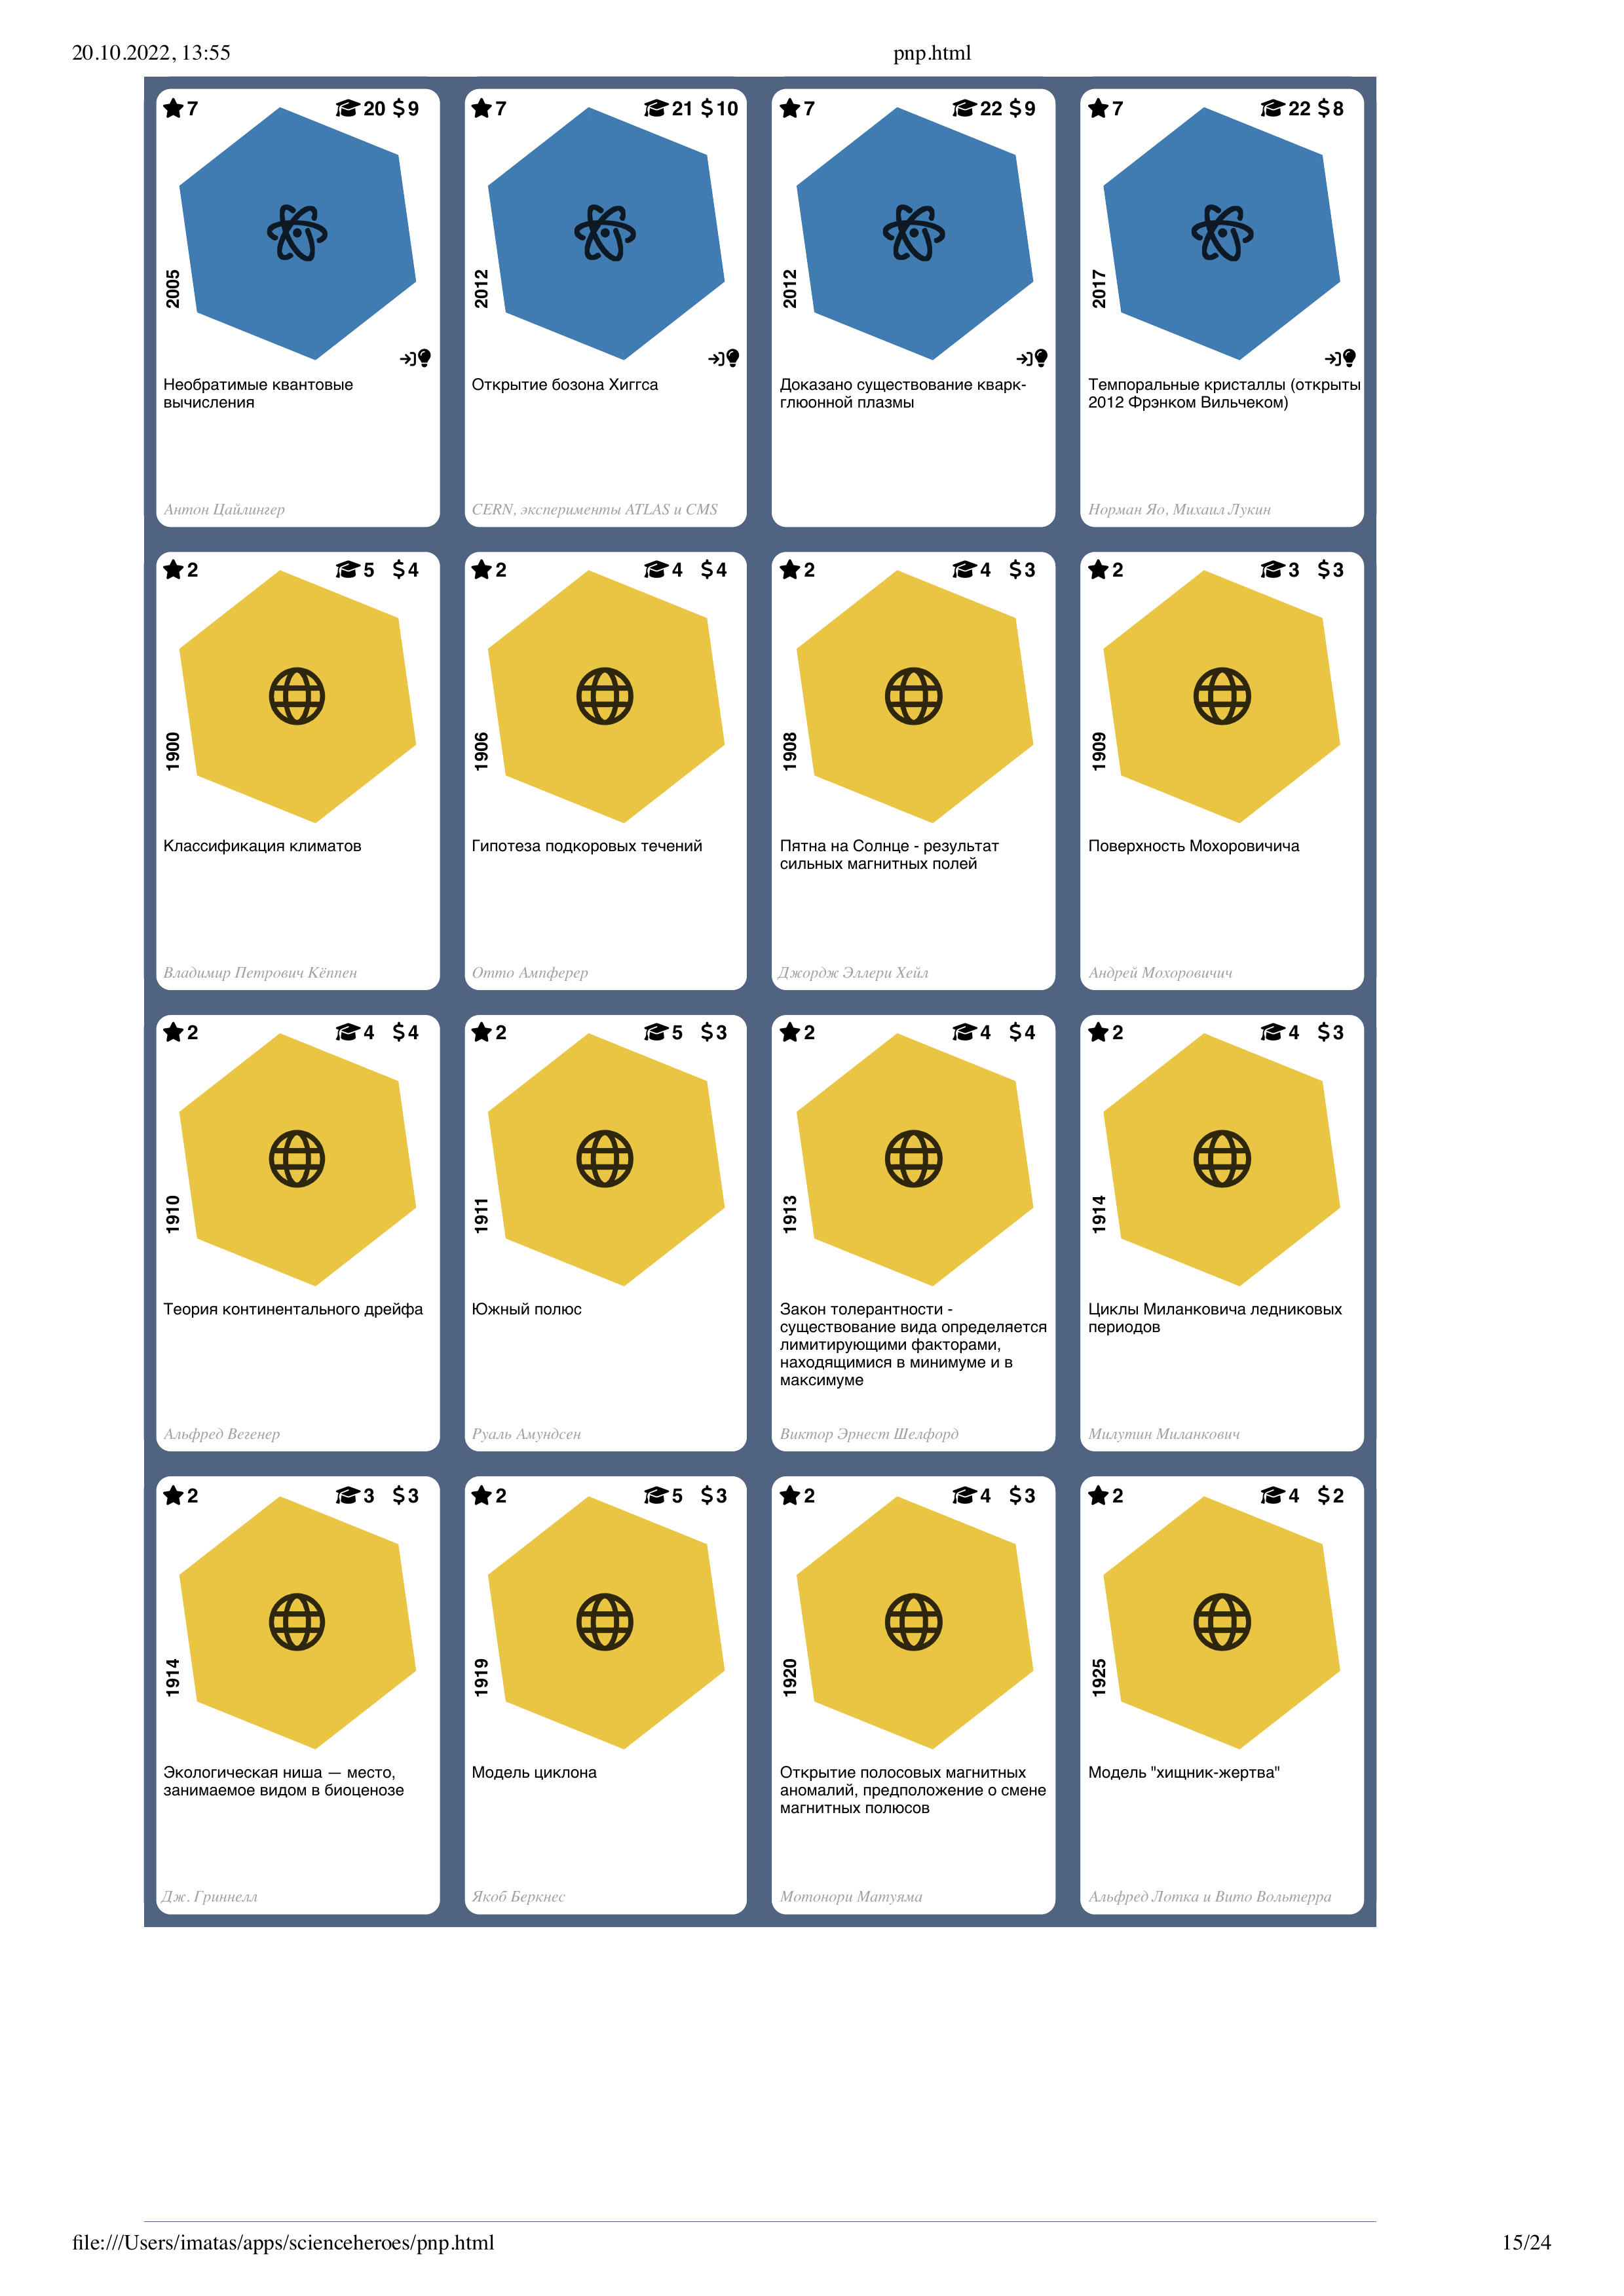 20.10.2022, 13:55 pnp.html
7 20 $ 9
2005
Необратимые квантовые
вычисления
Антон Цайлингер
7 21 $ 10
2012
Открытие бозона Хиггса
CERN, эксперименты ATLAS и CMS
7 22 $ 9
2012
Доказано существование кварк-
глюонной плазмы
7 22 $ 8
2017
Темпоральные кристаллы (открыты
2012 Фрэнком Вильчеком)
Норман Яо, Михаил Лукин
2 5 $ 4
1900
Классификация климатов
Владимир Петрович Кёппен
2 4 $ 4
1906
Гипотеза подкоровых течений
Отто Ампферер
2 4 $ 3
1908
Пятна на Солнце - результат
сильных магнитных полей
Джордж Эллери Хейл
2 3 $ 3
1909
Поверхность Мохоровичича
Андрей Мохоровичич
2 4 $ 4
1910
Теория континентального дрейфа
Альфред Вегенер
2 5 $ 3
1911
Южный полюс
Руаль Амундсен
2 4 $ 4
1913
Закон толерантности -
существование вида определяется
лимитирующими факторами,
находящимися в минимуме и в
максимуме
Виктор Эрнест Шелфорд
2 4 $ 3
1914
Циклы Миланковича ледниковых
периодов
Милутин Миланкович
2 3 $ 3
1914
Экологическая ниша — место,
занимаемое видом в биоценозе
Дж. Гриннелл
2 5 $ 3
1919
Модель циклона
Якоб Беркнес
2 4 $ 3
1920
Открытие полосовых магнитных
аномалий, предположение о смене
магнитных полюсов
Мотонори Матуяма
2 4 $ 2
1925
Модель "хищник-жертва"
Альфред Лотка и Вито Вольтерра
file:///Users/imatas/apps/scienceheroes/pnp.html 15/24